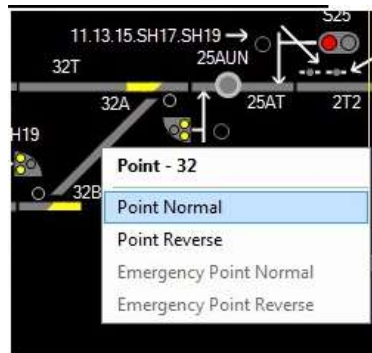 S25
11.13.15.SH17.SH19
25AUN
32T
32A
25AT
2T2
H19
32B
Point - 32
Point Normal
Point Reverse
Emergency Point Normal
Emergency Point Reverse